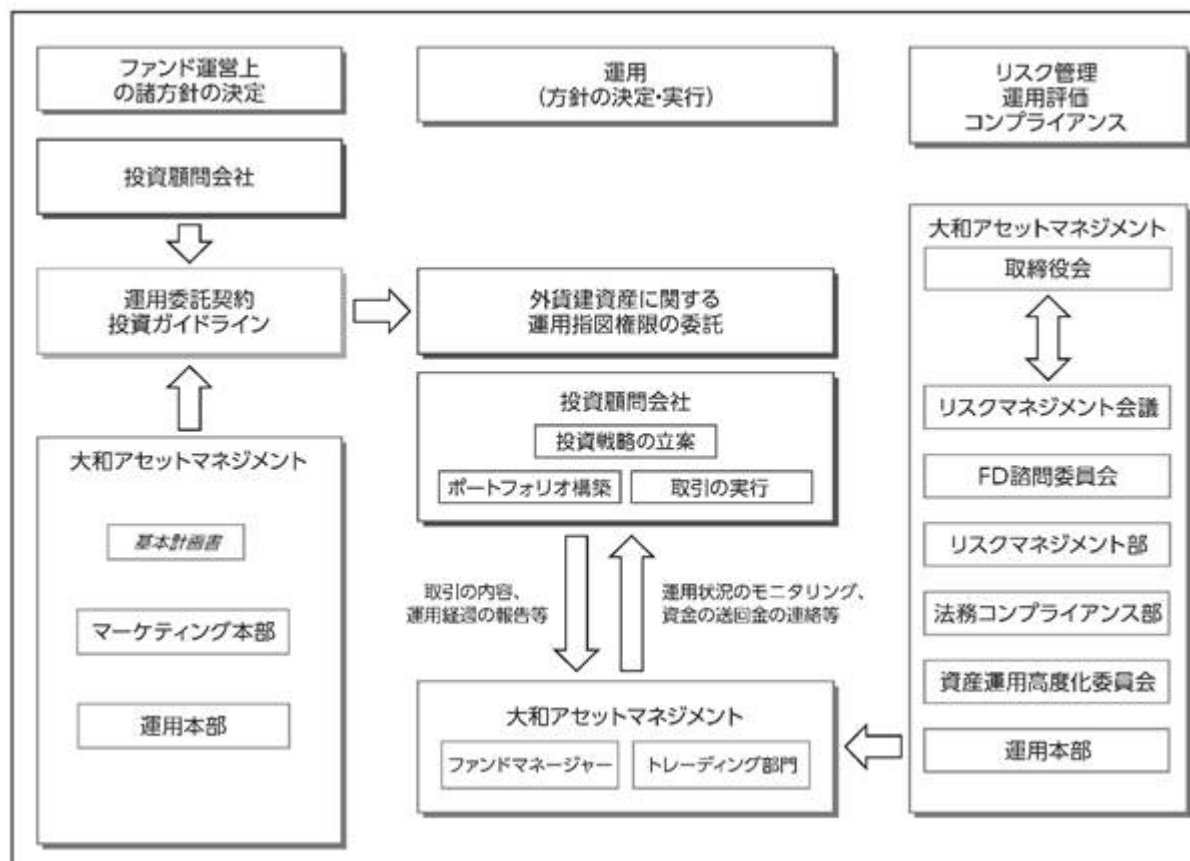 ファンド運営上
の諸方針の決定
投資顧問会社
運用委託契約
投資ガイドライン
大和アセットマネジメント
基本計画書
マーケティング本部
運用本部
運用
(方針の決定・実行)
外貨建資産に関する
運用指図権限の委託
投資顧問会社
投資戦略の立案
ポートフォリオ構築
取引の実行
取引の内容、
運用経過の報告等
運用状況のモニタリング、
資金の送回金の連絡等
大和アセットマネジメント
ファンドマネージャー
トレーディング部門
リスク管理
運用評価
コンプライアンス
大和アセットマネジメント
取締役会
リスクマネジメント会議
FD諮問委員会
リスクマネジメント部
法務コンプライアンス部
資産運用高度化委員会
運用本部